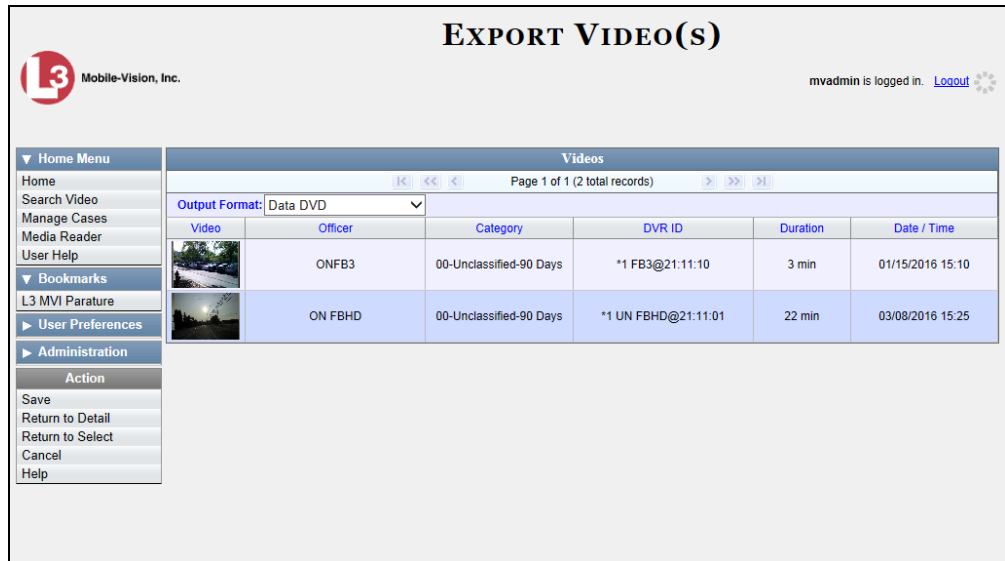 EXPORT VIDEO(S)
L3 Mobile-Vision, Inc.
mvadmin is logged in. Logout
▼ Home Menu
Home
Search Video
Manage Cases
Media Reader
User Help
▼ Bookmarks
L3 MVI Parature
▶ User Preferences
▶ Administration
Action
Save
Return to Detail
Return to Select
Cancel
Help
Videos
Page 1 of 1 (2 total records)
Output Format: Data DVD
Video Officer Category DVR ID Duration Date / Time
ONFB3 00-Unclassified-90 Days *1 FB3@21:11:10 3 min 01/15/2016 15:10
ON FBHD 00-Unclassified-90 Days *1 UN FBHD@21:11:01 22 min 03/08/2016 15:25